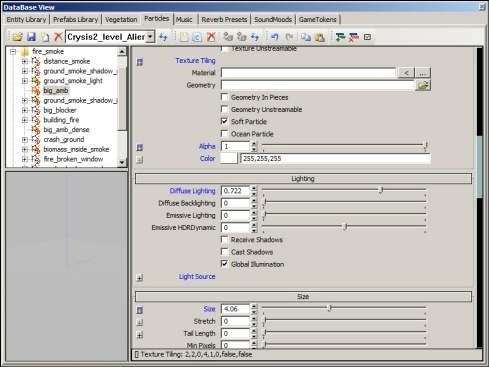 DataBase View
Entity Library Prefabs Library Vegetation Particles Music Reverb Presets SoundMoods GameTokens
Crysis2_level_Alier
fire_smoke
distance_smoke
ground_smoke_shadow_
ground_smoke_light
big_amb
ground_smoke_shadow_
big_blocker
building_fire
big_amb_dense
crash_ground
biomass_inside_smoke
fire_broken_window
Texture Unstreamable
Texture Tiling
Material < ...
Geometry
Geometry In Pieces
Geometry Unstreamable
Soft Particle
Ocean Particle
Alpha 1
Color 255,255,255
Lighting
Diffuse Lighting 0.722
Diffuse Backlighting 0
Emissive Lighting 0
Emissive HDRDynamic 0
Receive Shadows
Cast Shadows
Global Illumination
Light Source
Size
Size 4.06
Stretch 0
Tail Length 0
Min Pixels 0
[] Texture Tiling: 2,2,0,4,1,0,false,false